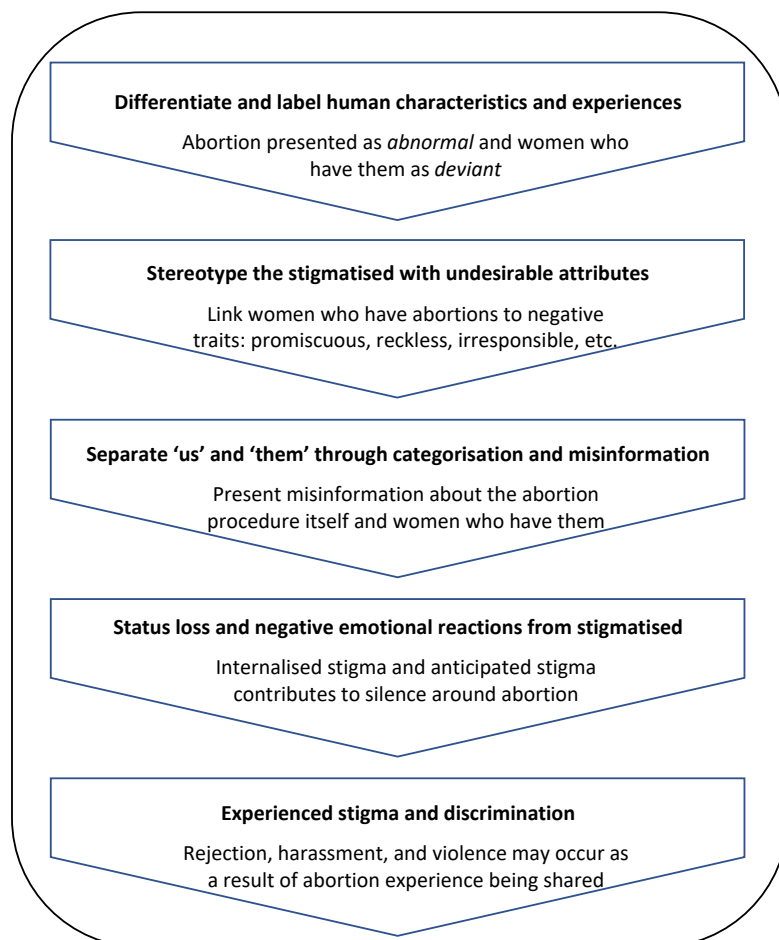 Differentiate and label human characteristics and experiences
Abortion presented as abnormal and women who
have them as deviant
Stereotype the stigmatised with undesirable attributes
Link women who have abortions to negative
traits: promiscuous, reckless, irresponsible, etc.
Separate ‘us’ and ‘them’ through categorisation and misinformation
Present misinformation about the abortion
procedure itself and women who have them
Status loss and negative emotional reactions from stigmatised
Internalised stigma and anticipated stigma
contributes to silence around abortion
Experienced stigma and discrimination
Rejection, harassment, and violence may occur as
a result of abortion experience being shared